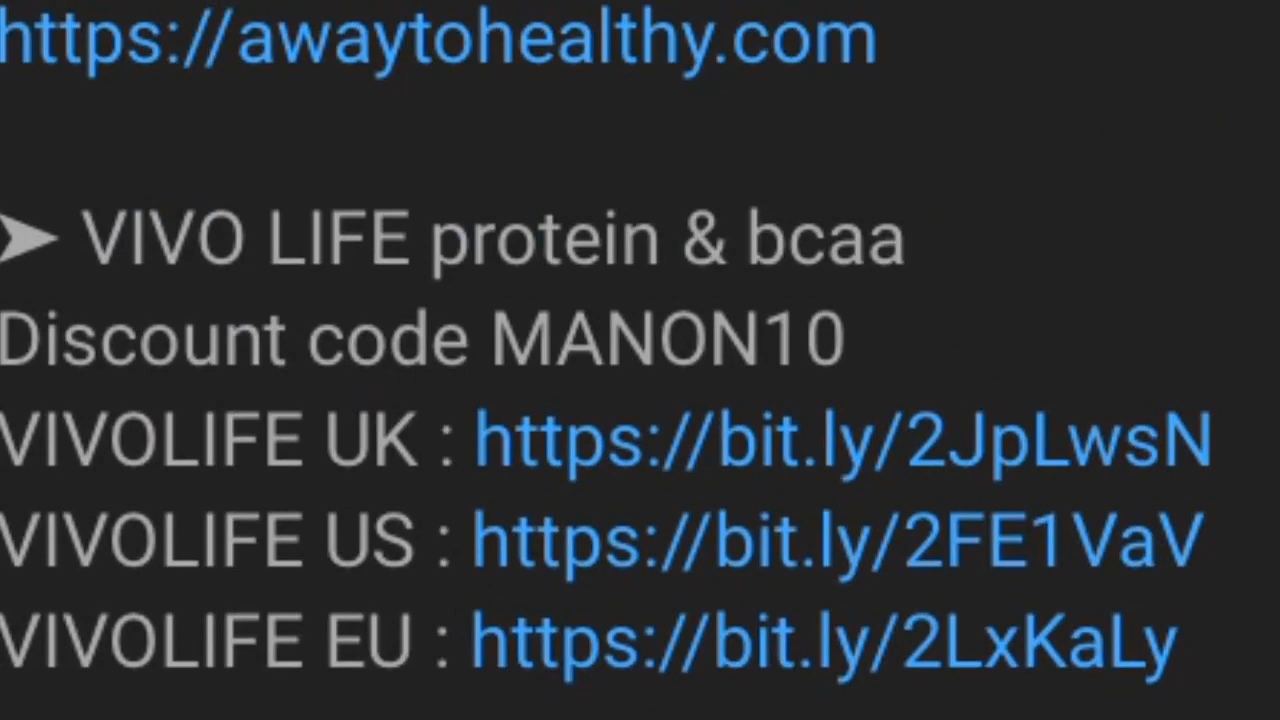 https://awaytohealthy.com
➤ VIVO LIFE protein & bcaa
Discount code MANON10
VIVOLIFE UK : https://bit.ly/2JpLwsN
VIVOLIFE US : https://bit.ly/2FE1VaV
VIVOLIFE EU : https://bit.ly/2LxKaLy